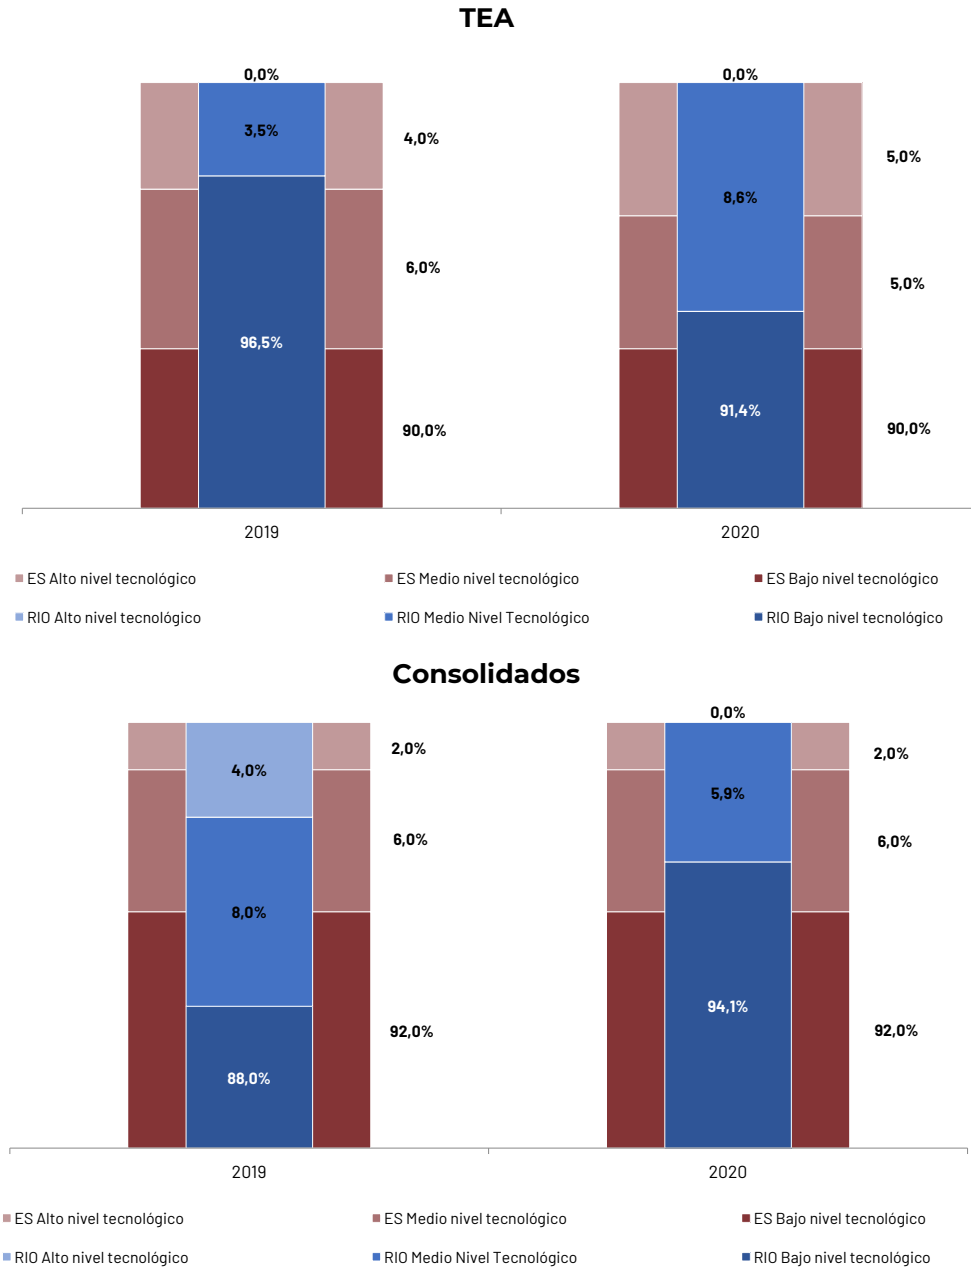 TEA
0,0%
0,0%
3,5%
4,0%
5,0%
8,6%
6,0%
5,0%
96,5%
91,4%
90,0%
90,0%
2019
2020
ES Alto nivel tecnológico
ES Medio nivel tecnológico
ES Bajo nivel tecnológico
RIO Alto nivel tecnológico
RIO Medio Nivel Tecnológico
RIO Bajo nivel tecnológico
Consolidados
0,0%
2,0%
2,0%
4,0%
5,9%
6,0%
6,0%
8,0%
94,1%
92,0%
92,0%
88,0%
2019
2020
ES Alto nivel tecnológico
ES Medio nivel tecnológico
ES Bajo nivel tecnológico
RIO Alto nivel tecnológico
RIO Medio Nivel Tecnológico
RIO Bajo nivel tecnológico